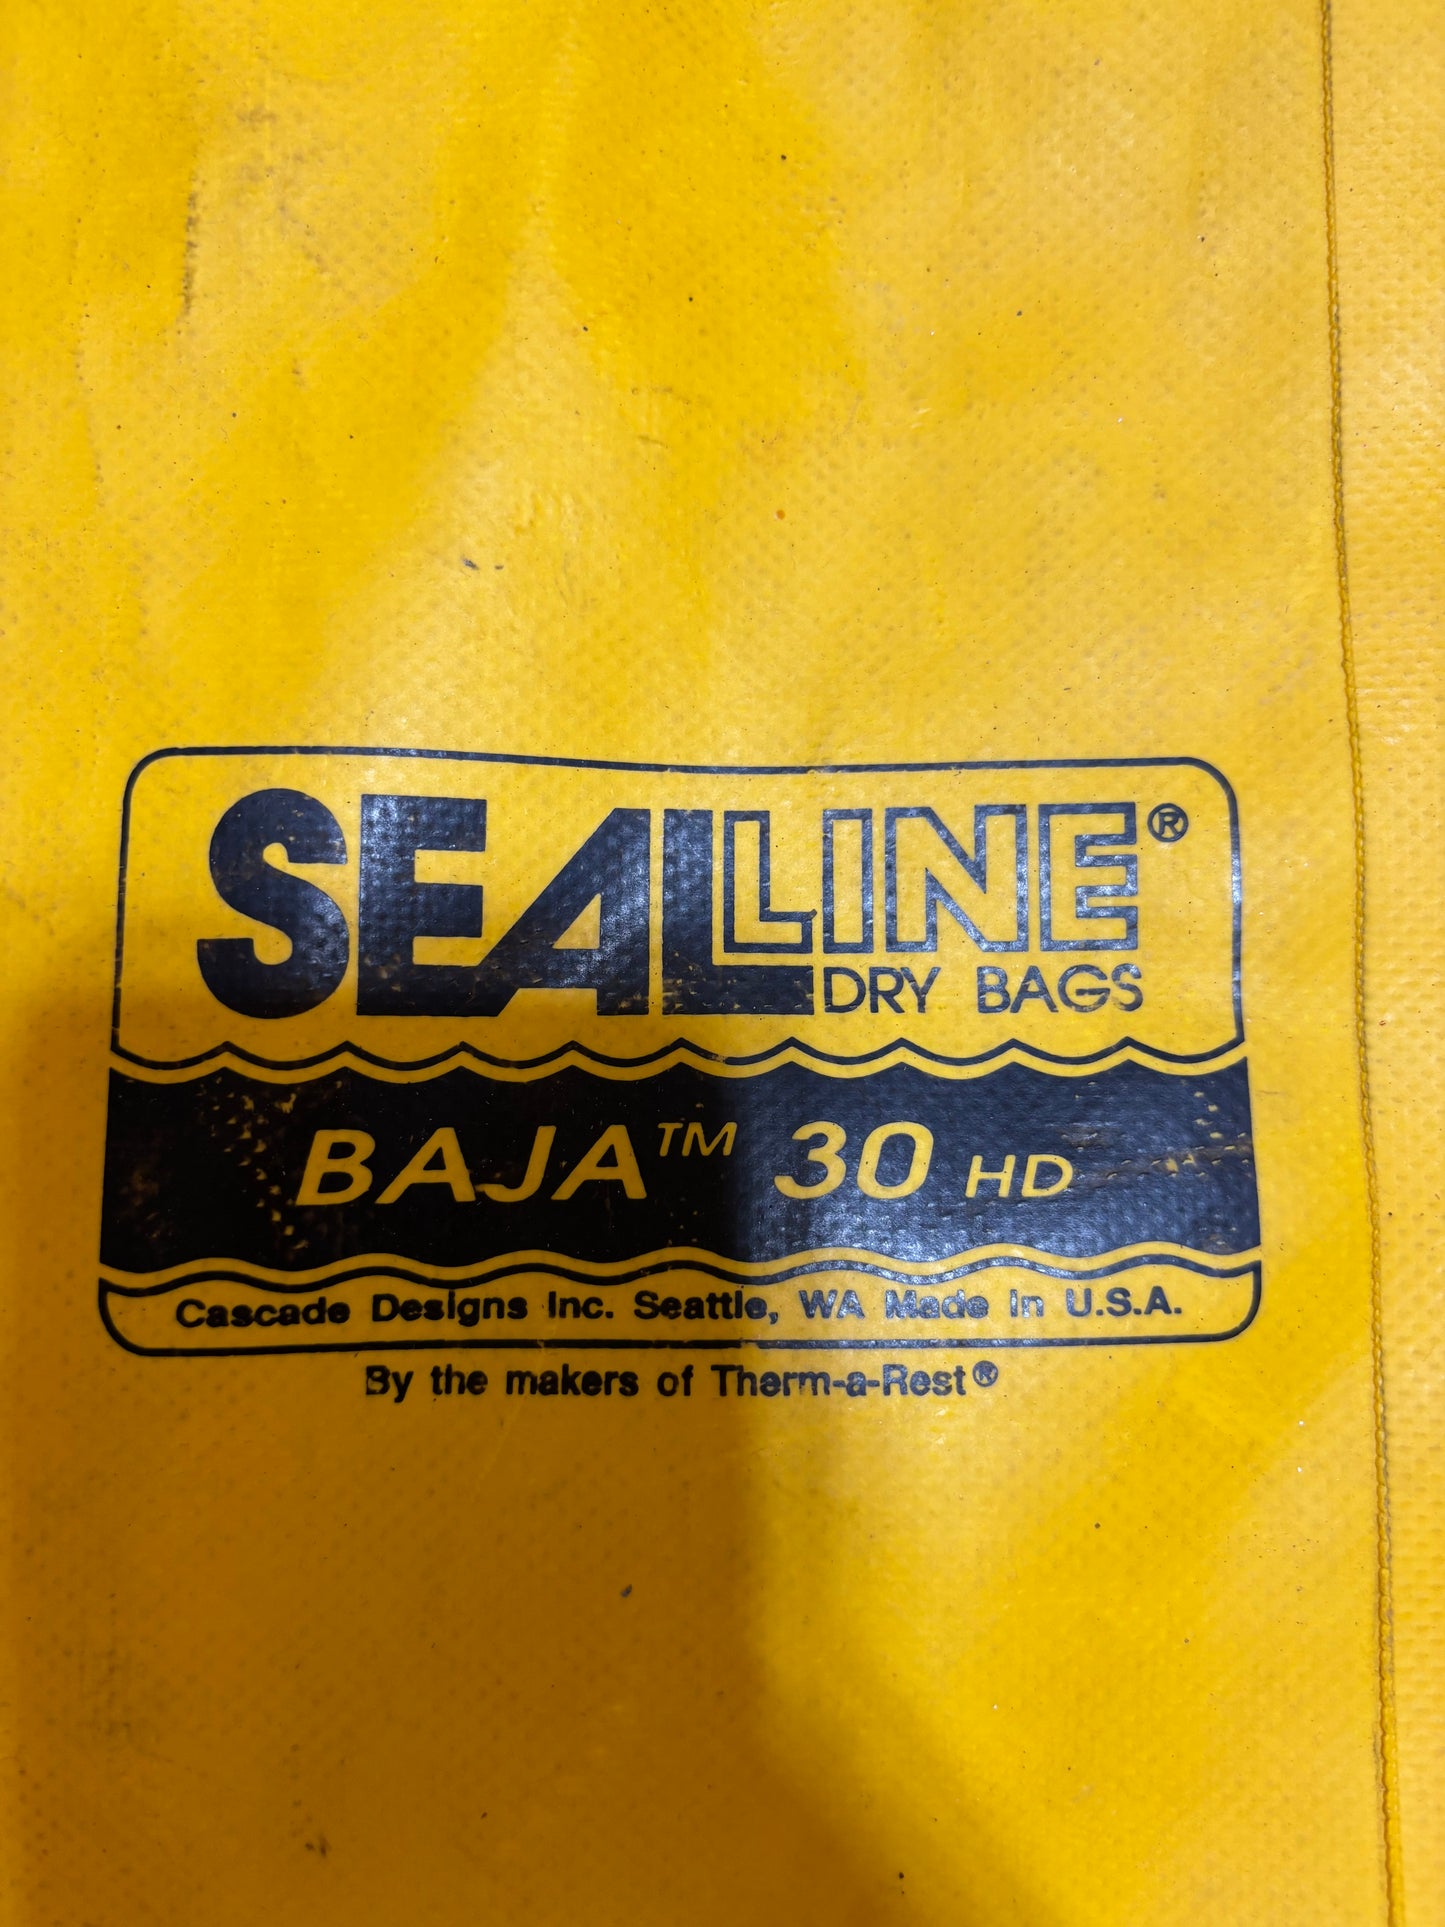 SEALLINE®
DRY BAGS
BAJA™ 30 HD
Cascade Designs Inc. Seattle, WA Made in U.S.A.
By the makers of Therm-a-Rest®